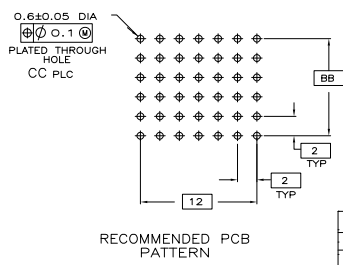 0.6±0.05 DIA
⌖ Ø 0.1 Ⓜ
PLATED THROUGH
HOLE
CC PLC
BB
2
TYP
2
TYP
12
RECOMMENDED PCB
PATTERN